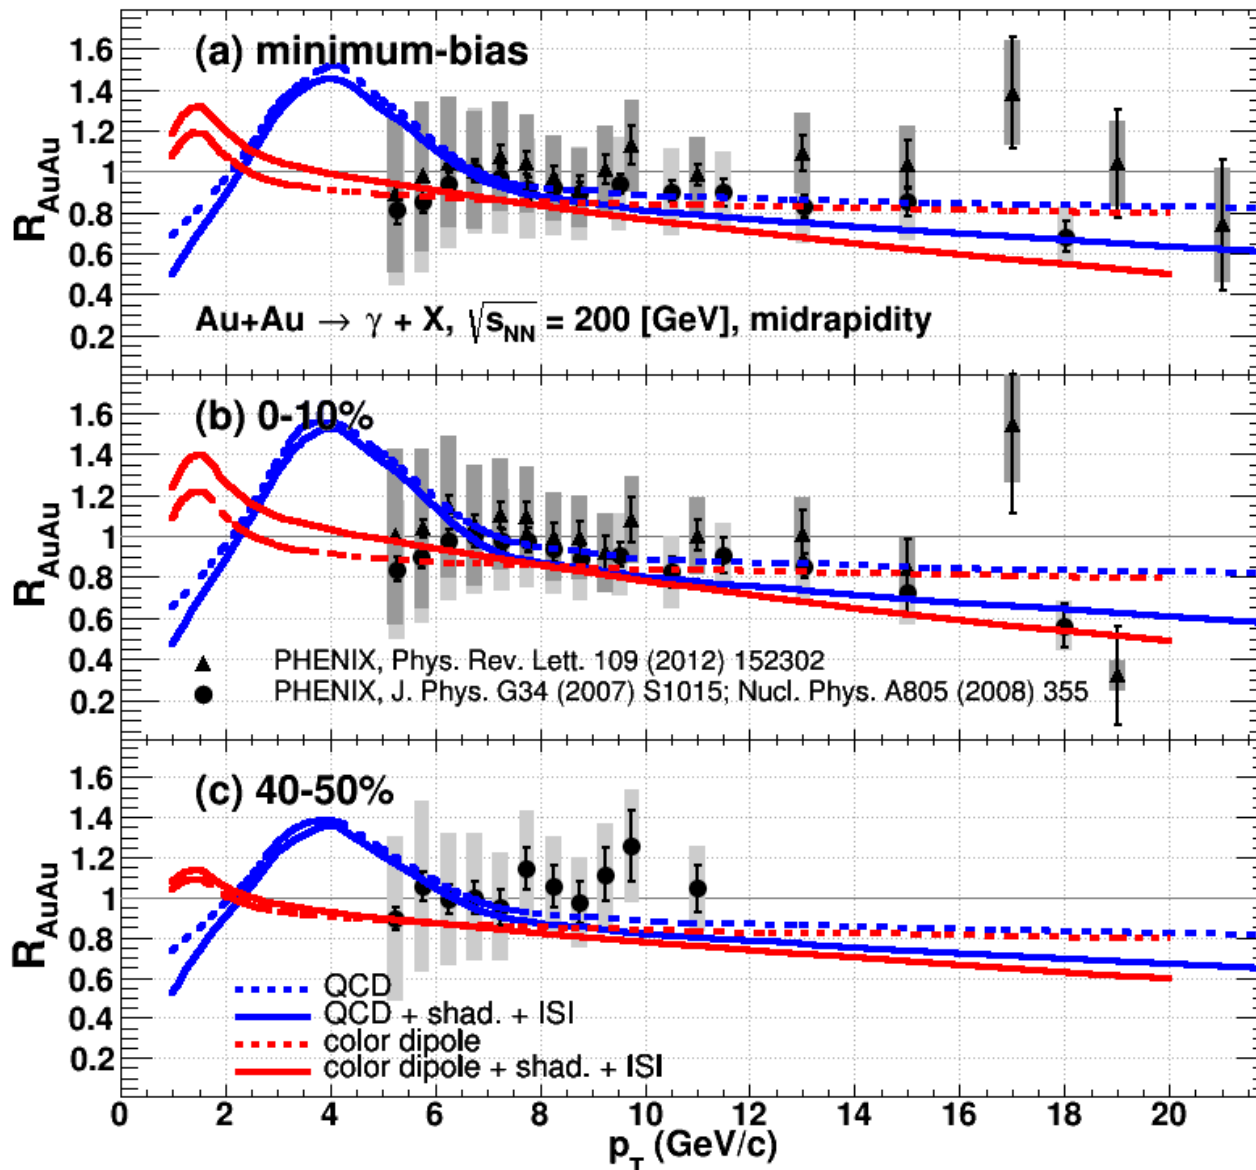 (a) minimum-bias
1.6
1.4
1.2
1
0.8
0.6
0.4
0.2
R_AuAu
Au+Au → γ + X, √s_NN = 200 [GeV], midrapidity
(b) 0-10%
1.6
1.4
1.2
1
0.8
0.6
0.4
0.2
R_AuAu
PHENIX, Phys. Rev. Lett. 109 (2012) 152302
PHENIX, J. Phys. G34 (2007) S1015; Nucl. Phys. A805 (2008) 355
(c) 40-50%
1.6
1.4
1.2
1
0.8
0.6
0.4
0.2
R_AuAu
QCD
QCD + shad. + ISI
color dipole
color dipole + shad. + ISI
0 2 4 6 8 10 12 14 16 18 20
p_T (GeV/c)